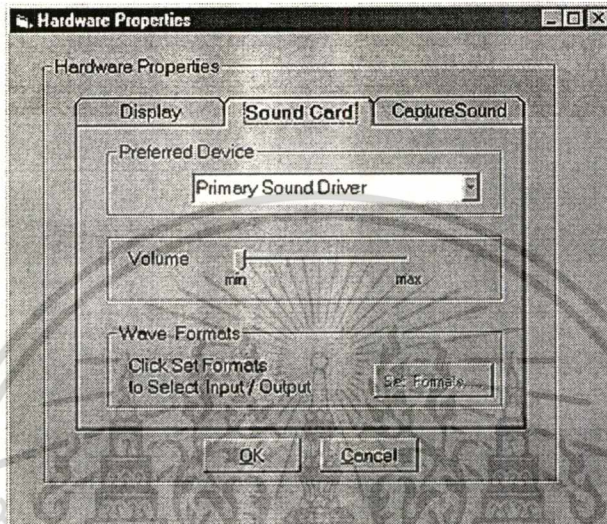 Hardware Properties
Hardware Properties
Display Sound Card CaptureSound
Preferred Device
Primary Sound Driver
Volume
min max
Wave Formats
Click Set Formats
to Select Input / Output
Set Formats....
OK Cancel